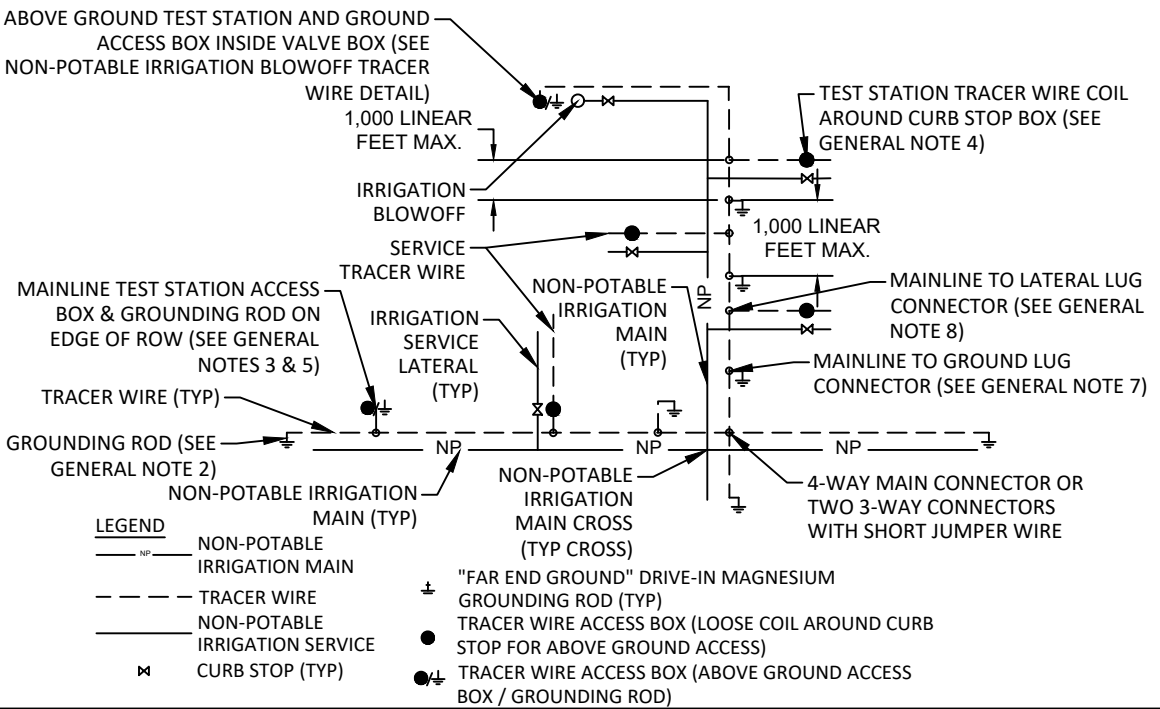 ABOVE GROUND TEST STATION AND GROUND
ACCESS BOX INSIDE VALVE BOX (SEE
NON-POTABLE IRRIGATION BLOWOFF TRACER
WIRE DETAIL)
1,000 LINEAR
FEET MAX.
TEST STATION TRACER WIRE COIL
AROUND CURB STOP BOX (SEE
GENERAL NOTE 4)
IRRIGATION
BLOWOFF
1,000 LINEAR
FEET MAX.
SERVICE
TRACER WIRE
NON-POTABLE
IRRIGATION
MAIN
(TYP)
NP
MAINLINE TO LATERAL LUG
CONNECTOR (SEE GENERAL
NOTE 8)
MAINLINE TEST STATION ACCESS
BOX & GROUNDING ROD ON
EDGE OF ROW (SEE GENERAL
NOTES 3 & 5)
IRRIGATION
SERVICE
LATERAL
(TYP)
MAINLINE TO GROUND LUG
CONNECTOR (SEE GENERAL NOTE 7)
TRACER WIRE (TYP)
GROUNDING ROD (SEE
GENERAL NOTE 2)
NP
NP
NP
NON-POTABLE IRRIGATION
MAIN (TYP)
NON-POTABLE
IRRIGATION
MAIN CROSS
(TYP CROSS)
4-WAY MAIN CONNECTOR OR
TWO 3-WAY CONNECTORS
WITH SHORT JUMPER WIRE
LEGEND
NP
NON-POTABLE
IRRIGATION MAIN
TRACER WIRE
NON-POTABLE
IRRIGATION SERVICE
CURB STOP (TYP)
"FAR END GROUND" DRIVE-IN MAGNESIUM
GROUNDING ROD (TYP)
TRACER WIRE ACCESS BOX (LOOSE COIL AROUND CURB
STOP FOR ABOVE GROUND ACCESS)
TRACER WIRE ACCESS BOX (ABOVE GROUND ACCESS
BOX / GROUNDING ROD)